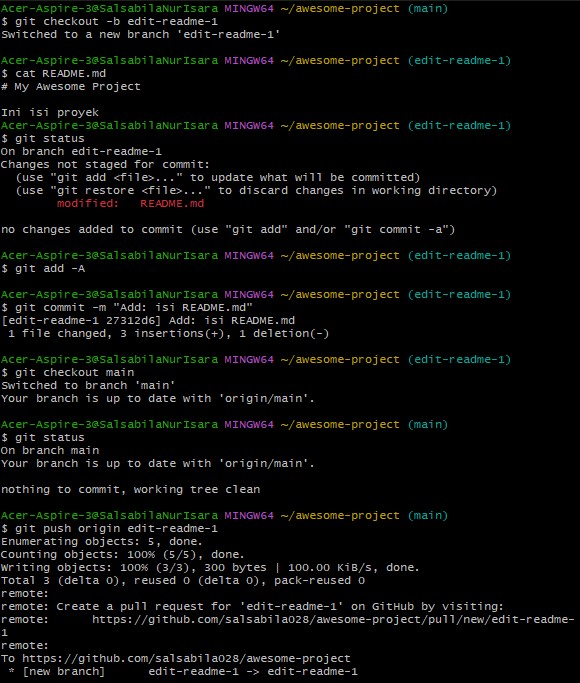 Acer-Aspire-3@SalsabilaNurIsara MINGW64 ~/awesome-project (main)
$ git checkout -b edit-readme-1
Switched to a new branch 'edit-readme-1'
Acer-Aspire-3@SalsabilaNurIsara MINGW64 ~/awesome-project (edit-readme-1)
$ cat README.md
# My Awesome Project
Ini isi proyek
Acer-Aspire-3@SalsabilaNurIsara MINGW64 ~/awesome-project (edit-readme-1)
$ git status
On branch edit-readme-1
Changes not staged for commit:
  (use "git add <file>..." to update what will be committed)
  (use "git restore <file>..." to discard changes in working directory)
        modified:   README.md
no changes added to commit (use "git add" and/or "git commit -a")
Acer-Aspire-3@SalsabilaNurIsara MINGW64 ~/awesome-project (edit-readme-1)
$ git add -A
Acer-Aspire-3@SalsabilaNurIsara MINGW64 ~/awesome-project (edit-readme-1)
$ git commit -m "Add: isi README.md"
[edit-readme-1 27312d6] Add: isi README.md
 1 file changed, 3 insertions(+), 1 deletion(-)
Acer-Aspire-3@SalsabilaNurIsara MINGW64 ~/awesome-project (edit-readme-1)
$ git checkout main
Switched to branch 'main'
Your branch is up to date with 'origin/main'.
Acer-Aspire-3@SalsabilaNurIsara MINGW64 ~/awesome-project (main)
$ git status
On branch main
Your branch is up to date with 'origin/main'.
nothing to commit, working tree clean
Acer-Aspire-3@SalsabilaNurIsara MINGW64 ~/awesome-project (main)
$ git push origin edit-readme-1
Enumerating objects: 5, done.
Counting objects: 100% (5/5), done.
Writing objects: 100% (3/3), 300 bytes | 100.00 KiB/s, done.
Total 3 (delta 0), reused 0 (delta 0), pack-reused 0
remote:
remote: Create a pull request for 'edit-readme-1' on GitHub by visiting:
remote:      https://github.com/salsabila028/awesome-project/pull/new/edit-readme-
1
remote:
To https://github.com/salsabila028/awesome-project
 * [new branch]      edit-readme-1 -> edit-readme-1